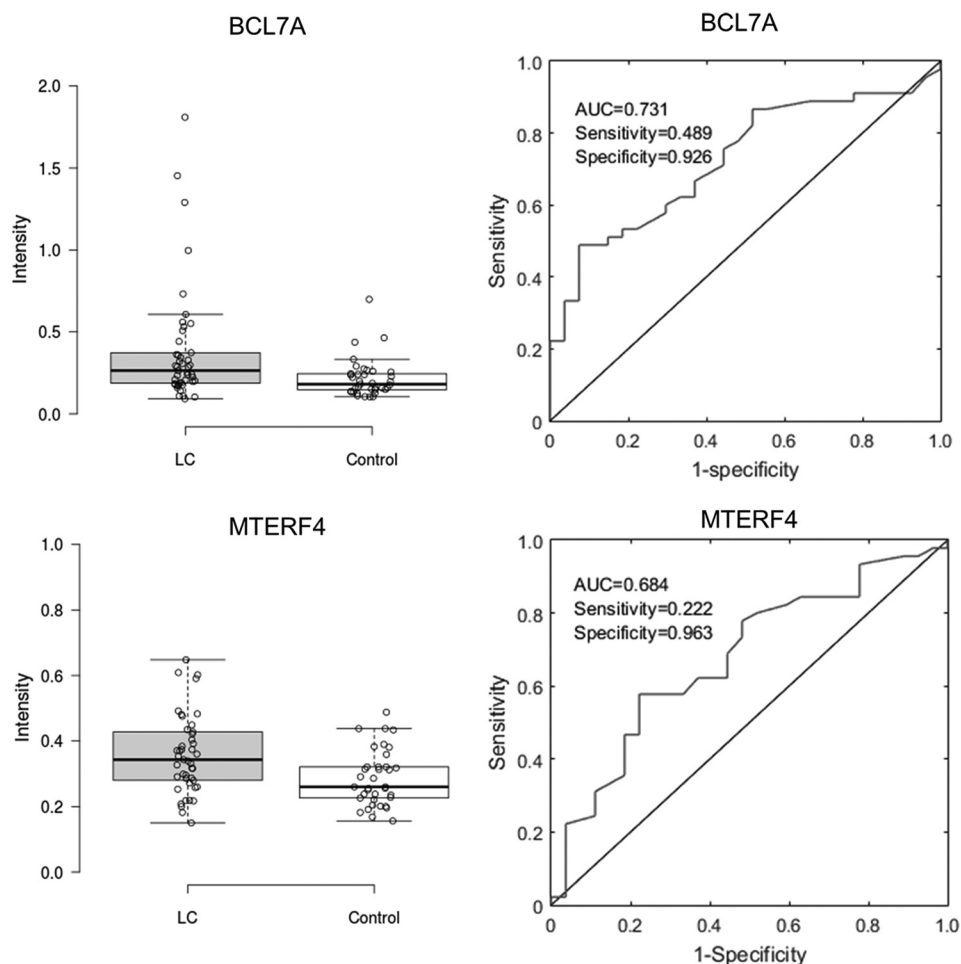 BCL7A
2.0
1.5
1.0
0.5
0.0
Intensity
LC Control
BCL7A
1.0
0.8
0.6
0.4
0.2
0
Sensitivity
AUC=0.731
Sensitivity=0.489
Specificity=0.926
0 0.2 0.4 0.6 0.8 1.0
1-specificity
MTERF4
1.0
0.8
0.6
0.4
0.2
0.0
Intensity
LC Control
MTERF4
1.0
0.8
0.6
0.4
0.2
0
Sensitivity
AUC=0.684
Sensitivity=0.222
Specificity=0.963
0 0.2 0.4 0.6 0.8 1.0
1-Specificity